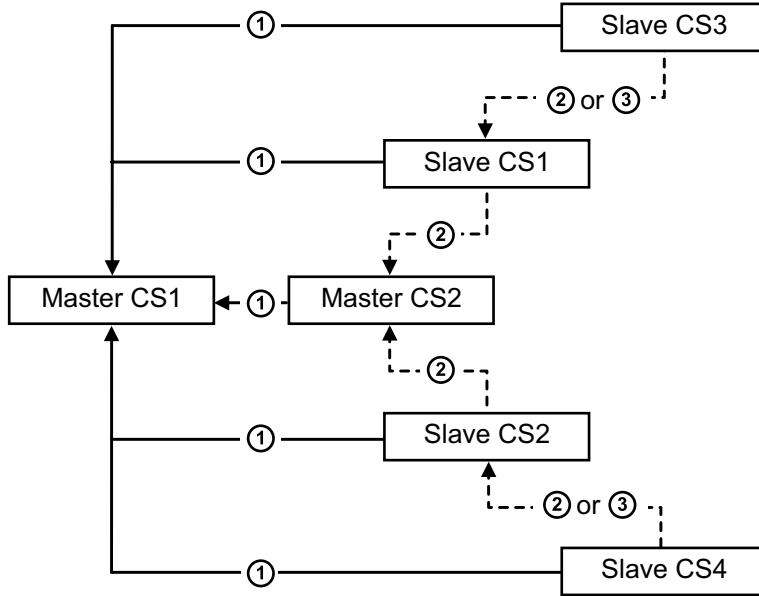 ① Slave CS3
② or ③
① Slave CS1
②
Master CS1 ① Master CS2
②
① Slave CS2
② or ③
① Slave CS4